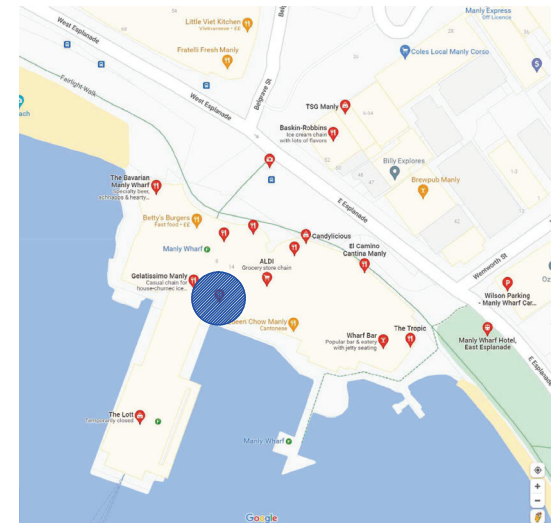 Manly Express
Off Licence
Little Viet Kitchen
Vietnamese • ££
West Esplanade
Fratelli Fresh Manly
Coles Local Manly Corso
Belgrave St
West Esplanade
Fairlight Walk
TSG Manly
Baskin-Robbins
Ice cream chain
with lots of flavors
Billy Explores
Brewpub Manly
The Bavarian
Manly Wharf
E Esplanade
Betty's Burgers
Fast food • ££
Candylicious
Manly Wharf
El Camino
Cantina Manly
ALDI
Grocery store chain
Wentworth St
Gelatissimo Manly
Casual chain for
house-churned ice...
Oz
Wilson Parking
- Manly Wharf Car...
een Chow Manly
Cantonese
Wharf Bar
Popular bar & eatery
with jetty seating
The Tropic
Manly Wharf Hotel,
East Esplanade
E Esplanade
The Lott
Temporarily closed
Manly Wharf
Google